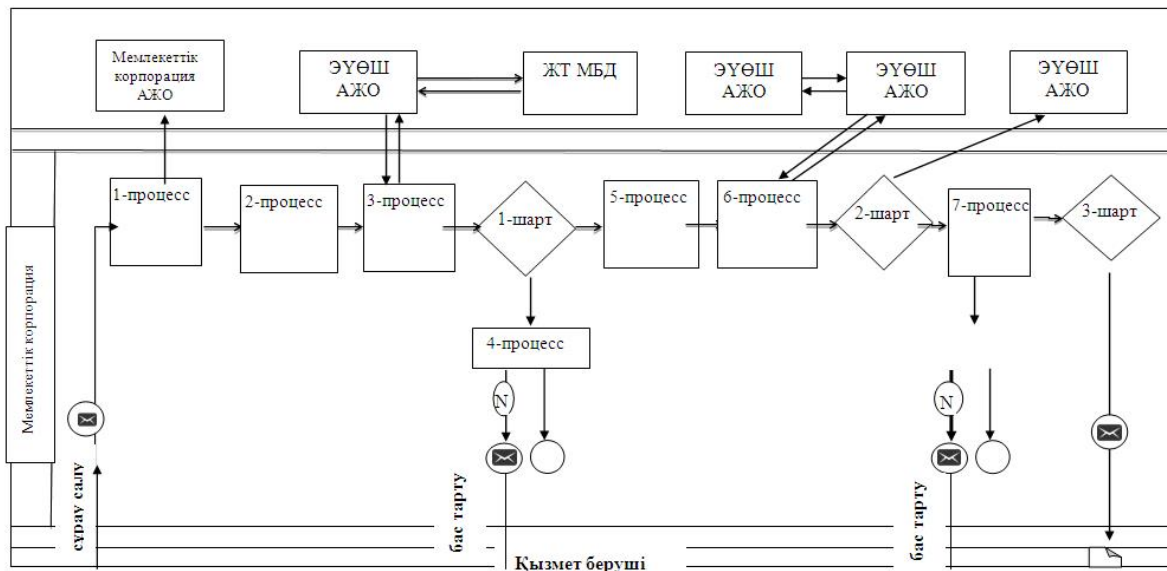 Мемлекеттік
корпорация
АЖО
ЭҮӨШ
АЖО
ЖТ МБД
ЭҮӨШ
АЖО
ЭҮӨШ
АЖО
ЭҮӨШ
АЖО
1-процесс
2-процесс
3-процесс
1-шарт
5-процесс
6-процесс
2-шарт
7-процесс
3-шарт
4-процесс
Мемлекеттік корпорация
N
N
сұрау салу
бас тарту
бас тарту
Қызмет беруші